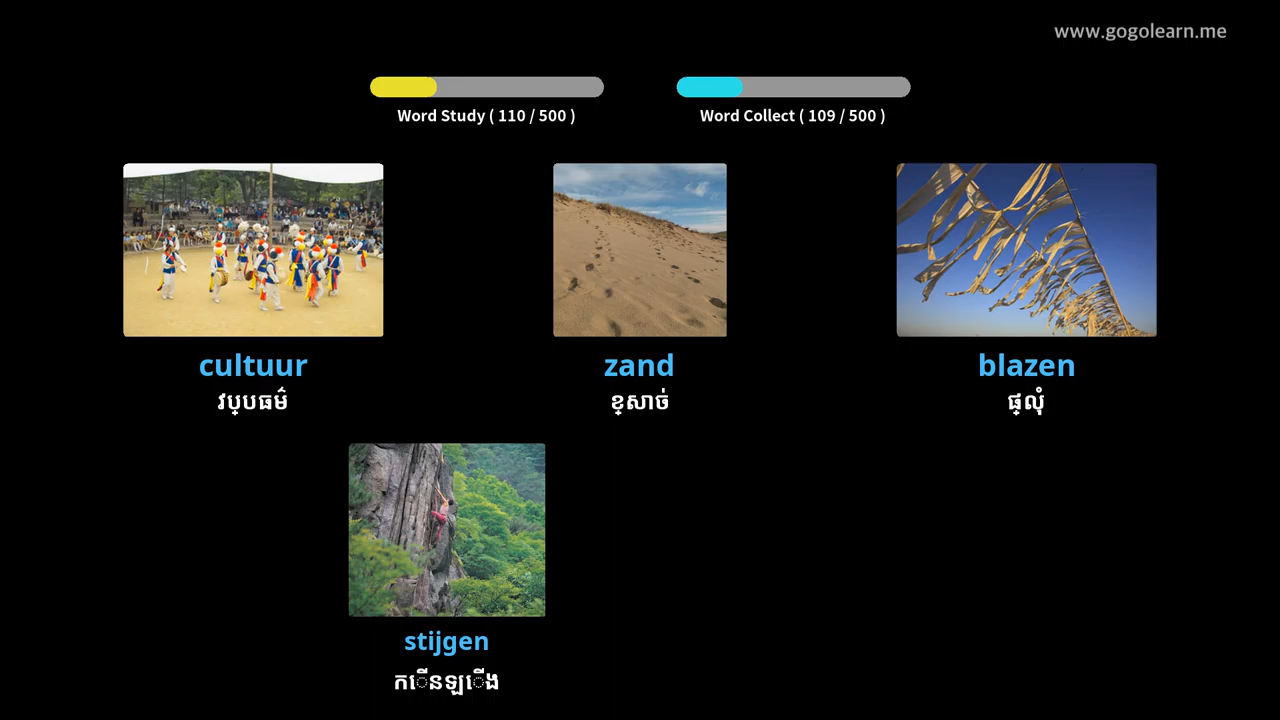 www.gogolearn.me
Word Study ( 110 / 500 )
Word Collect ( 109 / 500 )
cultuur
វប្បធម៌
zand
ខ្សាច់
blazen
ផ្លុំ
stijgen
កើនឡើង